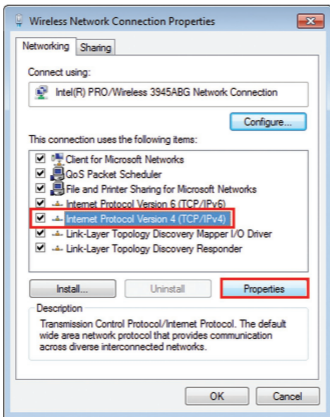 Wireless Network Connection Properties
Networking
Sharing
Connect using:
Intel(R) PRO/Wireless 3945ABG Network Connection
Configure...
This connection uses the following items:
Client for Microsoft Networks
QoS Packet Scheduler
File and Printer Sharing for Microsoft Networks
Internet Protocol Version 6 (TCP/IPv6)
Internet Protocol Version 4 (TCP/IPv4)
Link-Layer Topology Discovery Mapper I/O Driver
Link-Layer Topology Discovery Responder
Install...
Uninstall
Properties
Description
Transmission Control Protocol/Internet Protocol. The default
wide area network protocol that provides communication
across diverse interconnected networks.
OK
Cancel